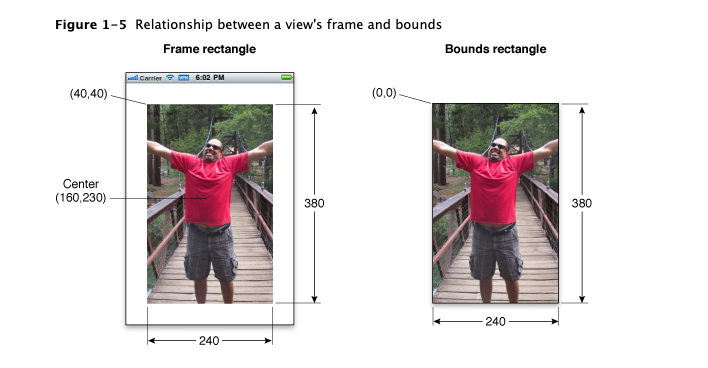 Figure 1-5 Relationship between a view's frame and bounds
Frame rectangle
Carrier VPN 6:02 PM
(40,40)
Center
(160,230)
380
240
Bounds rectangle
(0,0)
380
240